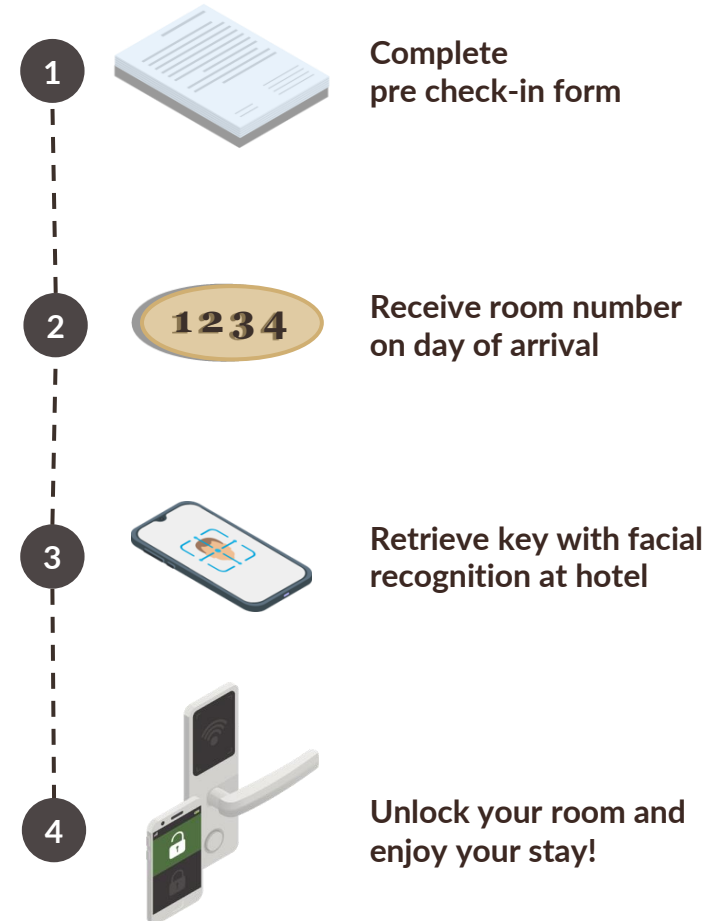 1
Complete
pre check-in form
2
1234
Receive room number
on day of arrival
3
Retrieve key with facial
recognition at hotel
4
Unlock your room and
enjoy your stay!